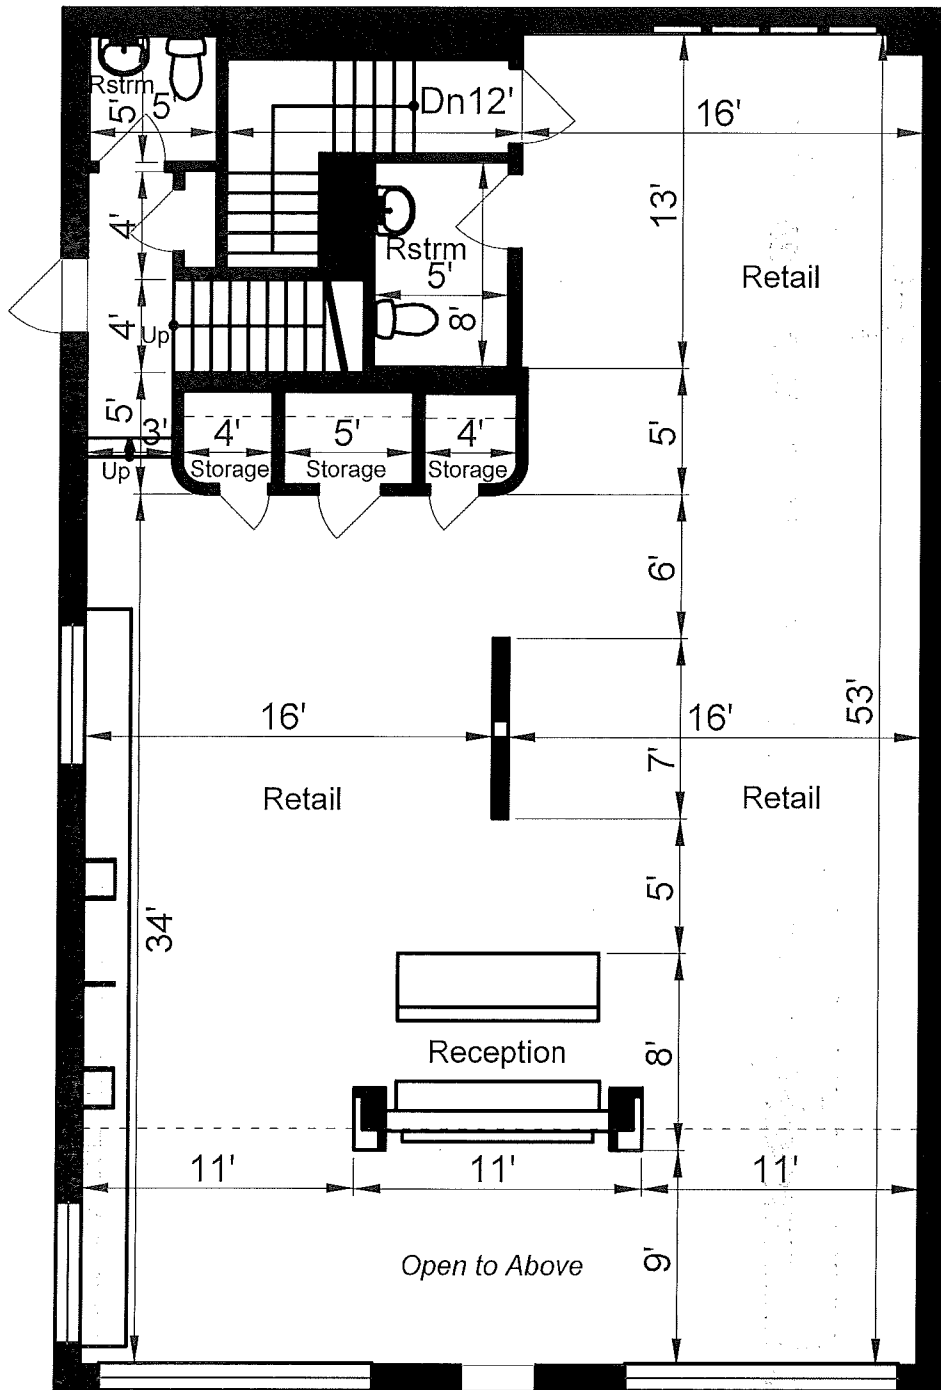 Rstrm
5'
5'
Dn12'
16'
4'
13'
Rstrm
5'
8'
Retail
4'
Up
5'
3'
Up
4'
Storage
5'
Storage
4'
Storage
5'
6'
16'
16'
53'
7'
Retail
Retail
34'
5'
Reception
8'
11'
11'
11'
Open to Above
9'